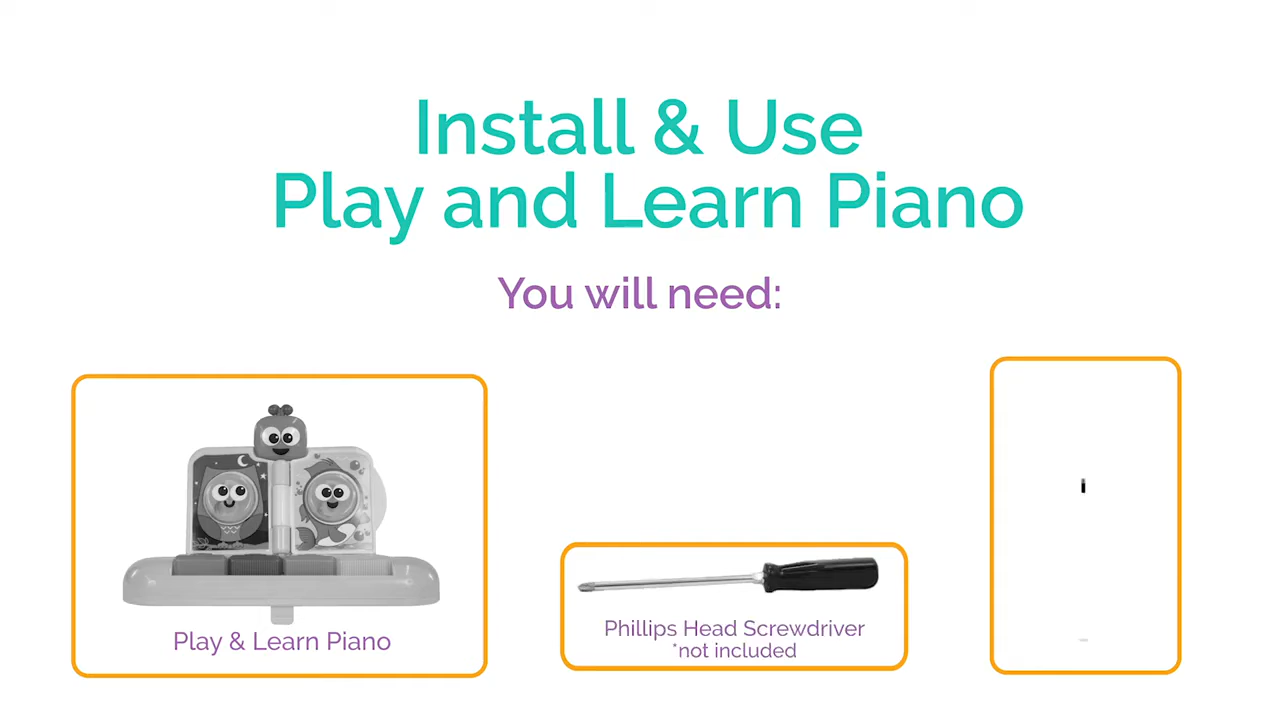 Install & Use
Play and Learn Piano
You will need:
Play & Learn Piano
Phillips Head Screwdriver
*not included